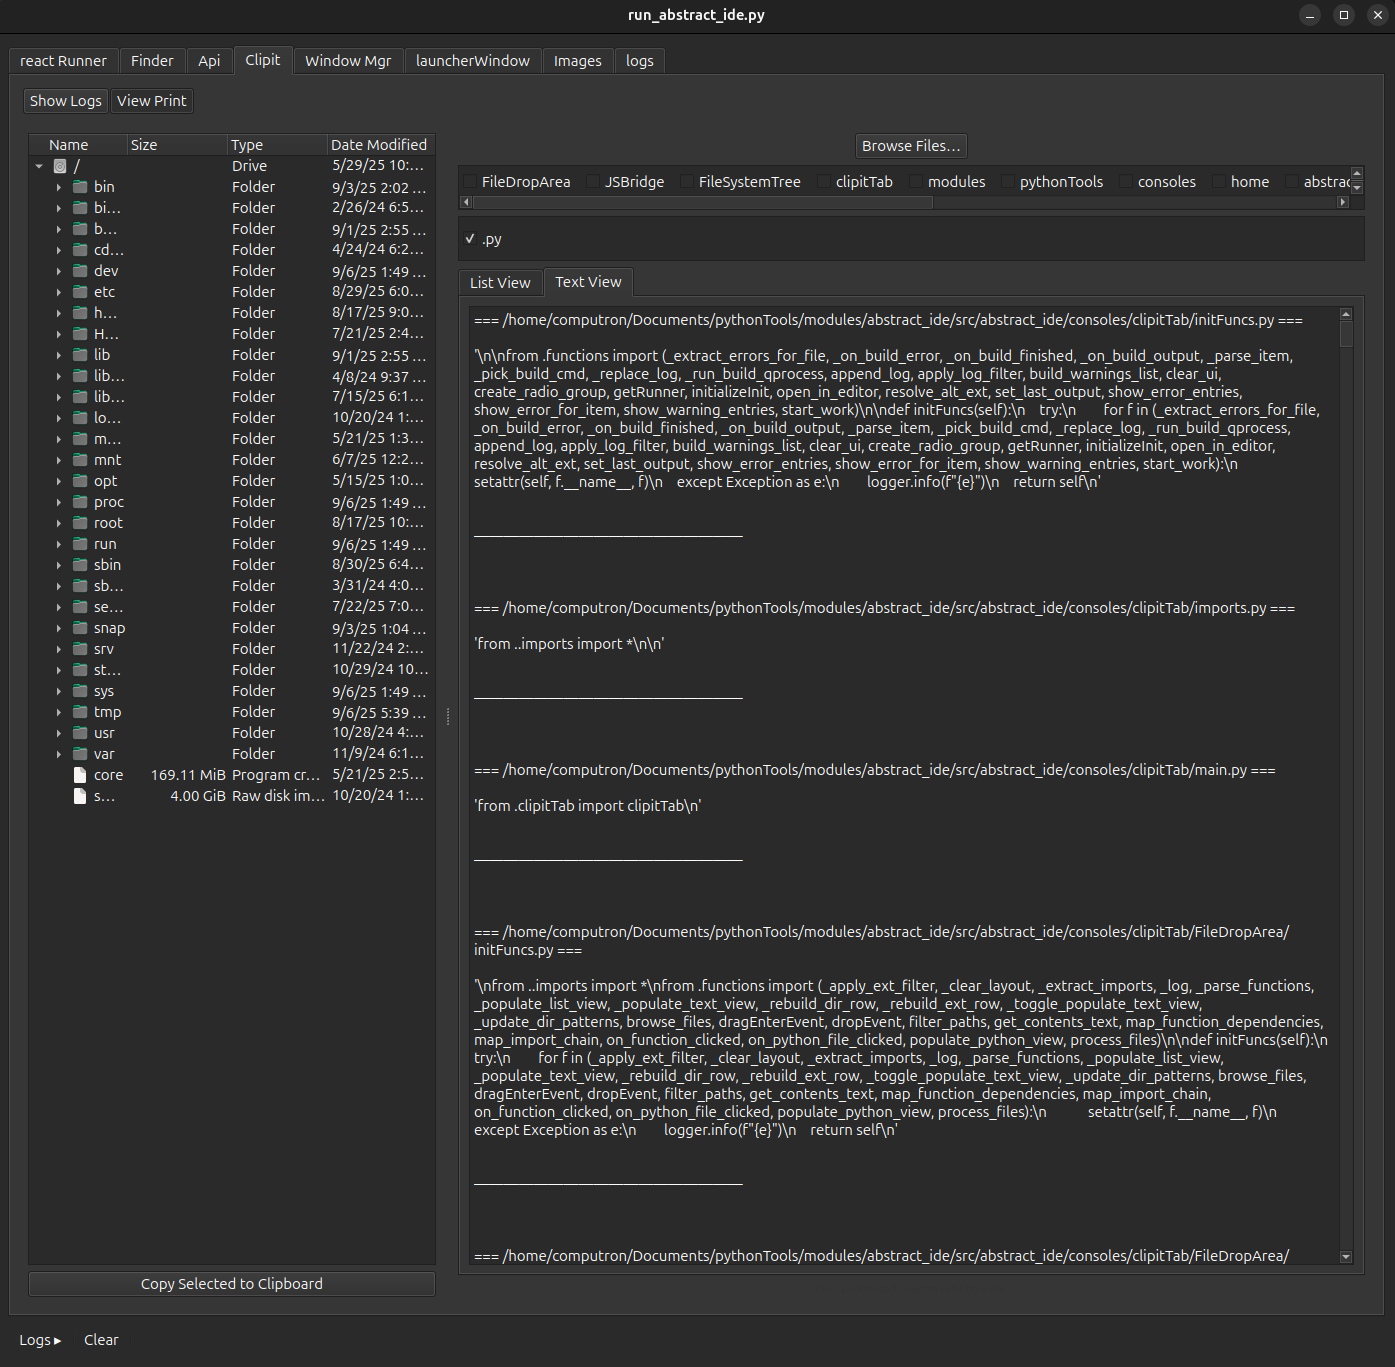 run_abstract_ide.py
react Runner Finder Api Clipit Window Mgr launcherWindow Images logs
Show Logs View Print
Name Size Type Date Modified
/ Drive 5/29/25 10:...
bin Folder 9/3/25 2:02 ...
bi... Folder 2/26/24 6:5...
b... Folder 9/1/25 2:55 ...
cd... Folder 4/24/24 6:2...
dev Folder 9/6/25 1:49 ...
etc Folder 8/29/25 6:0...
h... Folder 8/17/25 9:0...
H... Folder 7/21/25 2:4...
lib Folder 9/1/25 2:55 ...
lib... Folder 4/8/24 9:37 ...
lib... Folder 7/15/25 6:1...
lo... Folder 10/20/24 1:...
m... Folder 5/21/25 1:3...
mnt Folder 6/7/25 12:2...
opt Folder 5/15/25 1:0...
proc Folder 9/6/25 1:49 ...
root Folder 8/17/25 10:...
run Folder 9/6/25 1:49 ...
sbin Folder 8/30/25 6:4...
sb... Folder 3/31/24 4:0...
se... Folder 7/22/25 7:0...
snap Folder 9/3/25 1:04 ...
srv Folder 11/22/24 2:...
st... Folder 10/29/24 10...
sys Folder 9/6/25 1:49 ...
tmp Folder 9/6/25 5:39 ...
usr Folder 10/28/24 4:...
var Folder 11/9/24 6:1...
core 169.11 MiB Program cr... 5/21/25 2:5...
s... 4.00 GiB Raw disk im... 10/20/24 1:...
Copy Selected to Clipboard
Browse Files...
FileDropArea JSBridge FileSystemTree clipitTab modules pythonTools consoles home abstrac
.py
List View Text View
=== /home/computron/Documents/pythonTools/modules/abstract_ide/src/abstract_ide/consoles/clipitTab/initFuncs.py ===
'\n\nfrom .functions import (_extract_errors_for_file, _on_build_error, _on_build_finished, _on_build_output, _parse_item,
_pick_build_cmd, _replace_log, _run_build_qprocess, append_log, apply_log_filter, build_warnings_list, clear_ui,
create_radio_group, getRunner, initializeInit, open_in_editor, resolve_alt_ext, set_last_output, show_error_entries,
show_error_for_item, show_warning_entries, start_work)\n\ndef initFuncs(self):\n    try:\n        for f in (_extract_errors_for_file,
_on_build_error, _on_build_finished, _on_build_output, _parse_item, _pick_build_cmd, _replace_log, _run_build_qprocess,
append_log, apply_log_filter, build_warnings_list, clear_ui, create_radio_group, getRunner, initializeInit, open_in_editor,
resolve_alt_ext, set_last_output, show_error_entries, show_error_for_item, show_warning_entries, start_work):\n
setattr(self, f.__name__, f)\n    except Exception as e:\n        logger.info(f"{e}")\n    return self\n'
=== /home/computron/Documents/pythonTools/modules/abstract_ide/src/abstract_ide/consoles/clipitTab/imports.py ===
'from ..imports import *\n\n'
=== /home/computron/Documents/pythonTools/modules/abstract_ide/src/abstract_ide/consoles/clipitTab/main.py ===
'from .clipitTab import clipitTab\n'
=== /home/computron/Documents/pythonTools/modules/abstract_ide/src/abstract_ide/consoles/clipitTab/FileDropArea/
initFuncs.py ===
'\nfrom ..imports import *\nfrom .functions import (_apply_ext_filter, _clear_layout, _extract_imports, _log, _parse_functions,
_populate_list_view, _populate_text_view, _rebuild_dir_row, _rebuild_ext_row, _toggle_populate_text_view,
_update_dir_patterns, browse_files, dragEnterEvent, dropEvent, filter_paths, get_contents_text, map_function_dependencies,
map_import_chain, on_function_clicked, on_python_file_clicked, populate_python_view, process_files)\n\ndef initFuncs(self):\n
try:\n        for f in (_apply_ext_filter, _clear_layout, _extract_imports, _log, _parse_functions, _populate_list_view,
_populate_text_view, _rebuild_dir_row, _rebuild_ext_row, _toggle_populate_text_view, _update_dir_patterns, browse_files,
dragEnterEvent, dropEvent, filter_paths, get_contents_text, map_function_dependencies, map_import_chain,
on_function_clicked, on_python_file_clicked, populate_python_view, process_files):\n            setattr(self, f.__name__, f)\n
except Exception as e:\n        logger.info(f"{e}")\n    return self\n'
=== /home/computron/Documents/pythonTools/modules/abstract_ide/src/abstract_ide/consoles/clipitTab/FileDropArea/
Logs Clear